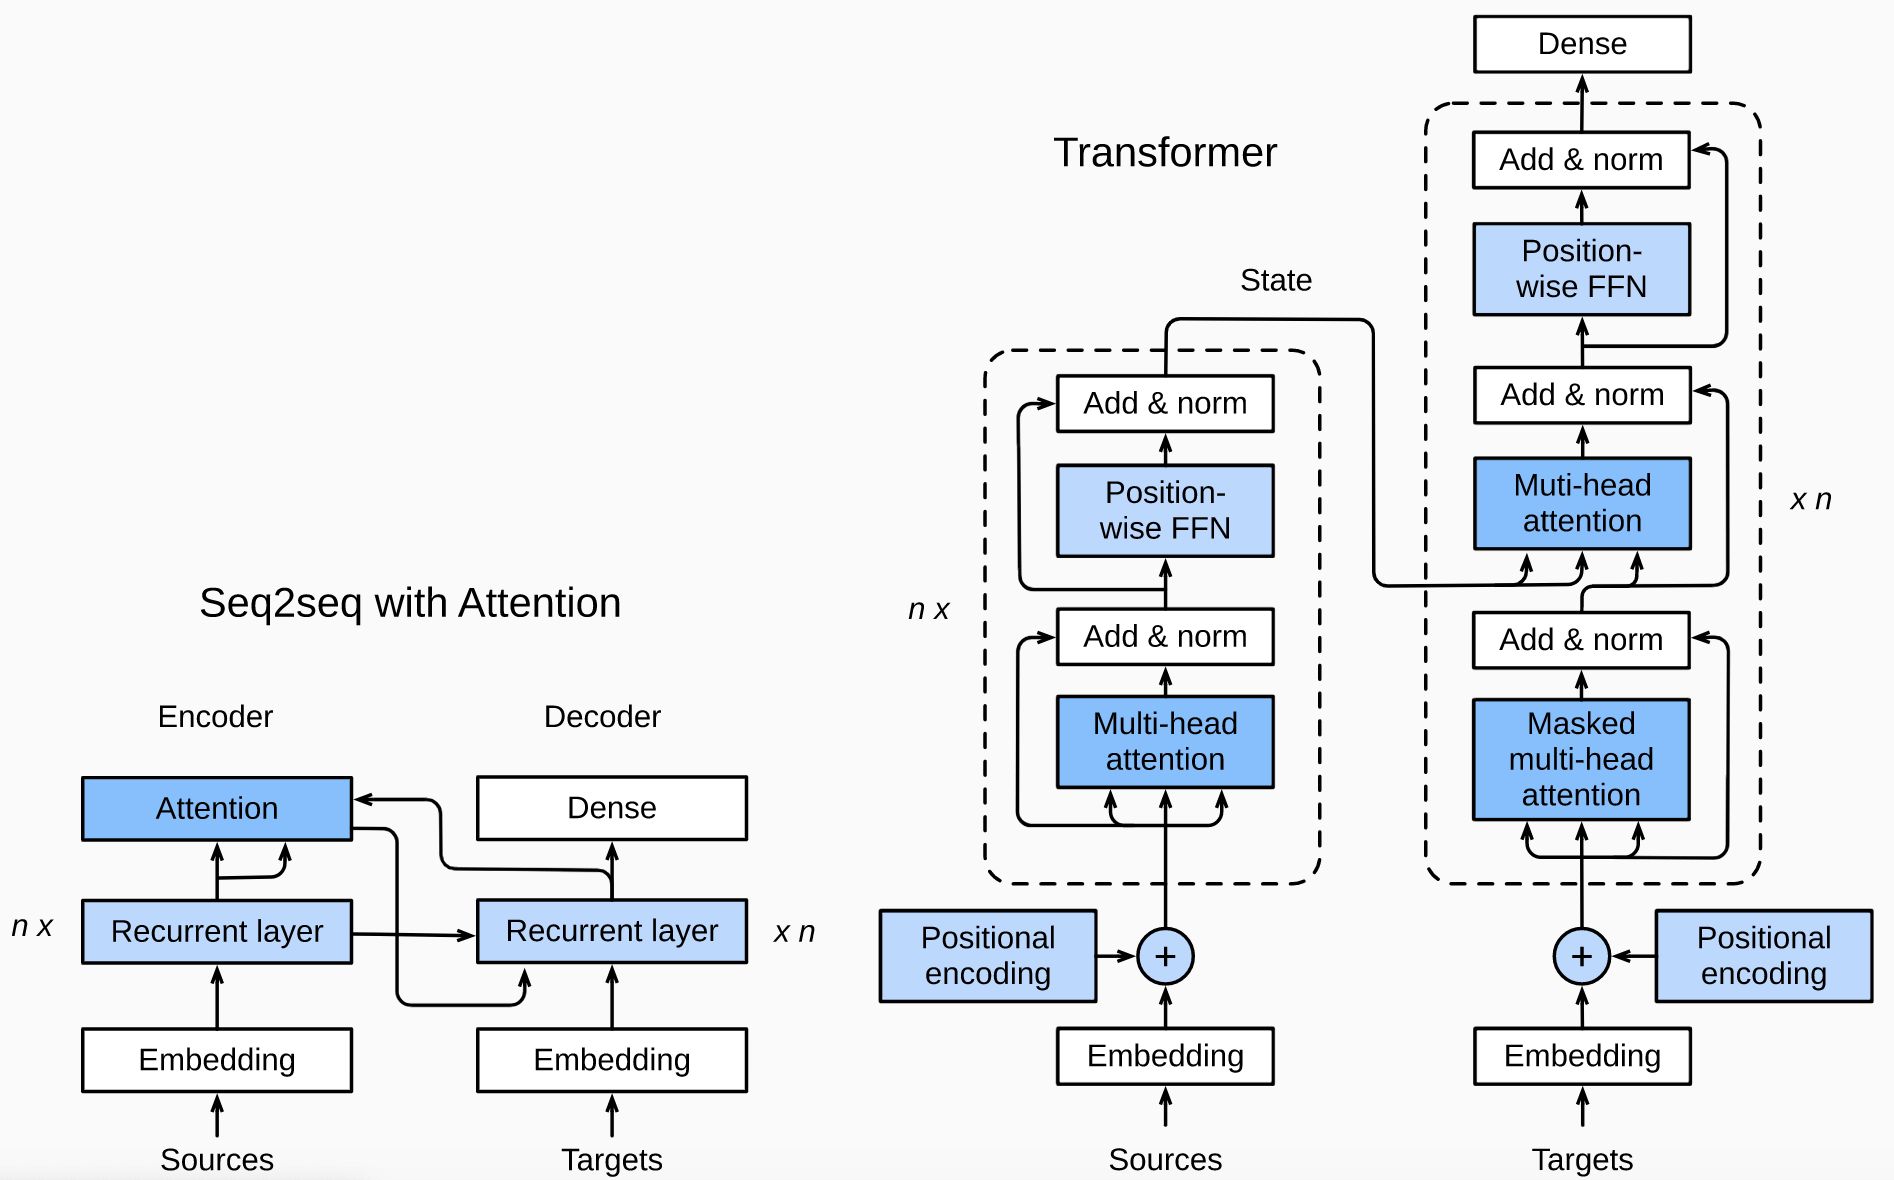 Seq2seq with Attention
Encoder
Decoder
Attention
Dense
n x
Recurrent layer
Recurrent layer
x n
Embedding
Embedding
Sources
Targets
Transformer
State
n x
Add & norm
Position-
wise FFN
Add & norm
Multi-head
attention
Positional
encoding
+
Embedding
Sources
Dense
Add & norm
Position-
wise FFN
Add & norm
Muti-head
attention
x n
Add & norm
Masked
multi-head
attention
+
Positional
encoding
Embedding
Targets